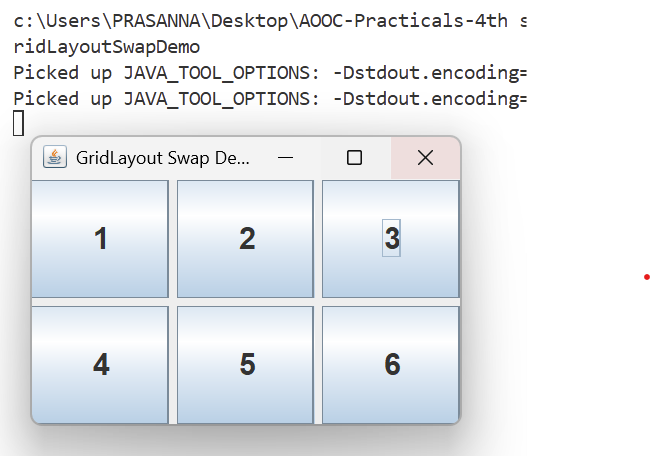 c:\Users\PRASANNA\Desktop\AOOC-Practicals-4th s
ridLayoutSwapDemo
Picked up JAVA_TOOL_OPTIONS: -Dstdout.encoding=
Picked up JAVA_TOOL_OPTIONS: -Dstdout.encoding=
GridLayout Swap De...
1 2 3
4 5 6